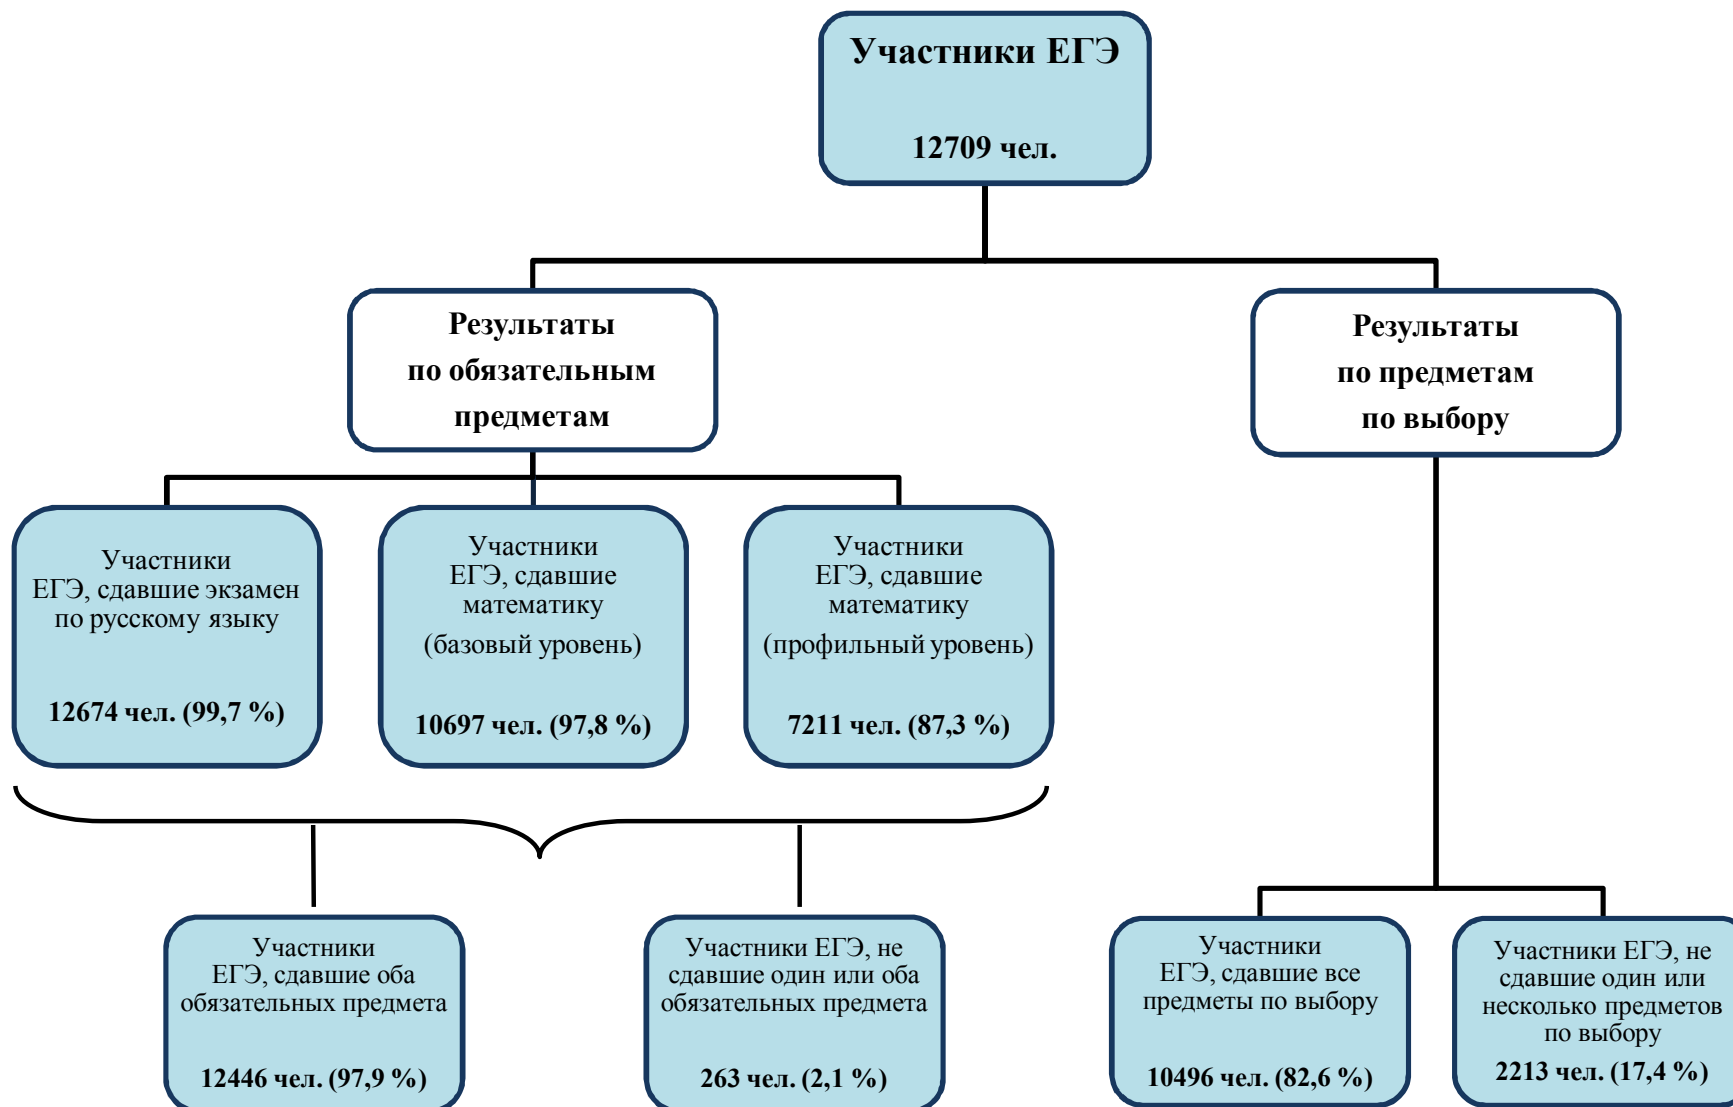 Участники ЕГЭ
12709 чел.
Результаты
по обязательным
предметам
Результаты
по предметам
по выбору
Участники
ЕГЭ, сдавшие экзамен
по русскому языку
12674 чел. (99,7 %)
Участники
ЕГЭ, сдавшие
математику
(базовый уровень)
10697 чел. (97,8 %)
Участники
ЕГЭ, сдавшие
математику
(профильный уровень)
7211 чел. (87,3 %)
Участники
ЕГЭ, сдавшие оба
обязательных предмета
12446 чел. (97,9 %)
Участники ЕГЭ, не
сдавшие один или оба
обязательных предмета
263 чел. (2,1 %)
Участники
ЕГЭ, сдавшие все
предметы по выбору
10496 чел. (82,6 %)
Участники ЕГЭ, не
сдавшие один или
несколько предметов
по выбору
2213 чел. (17,4 %)